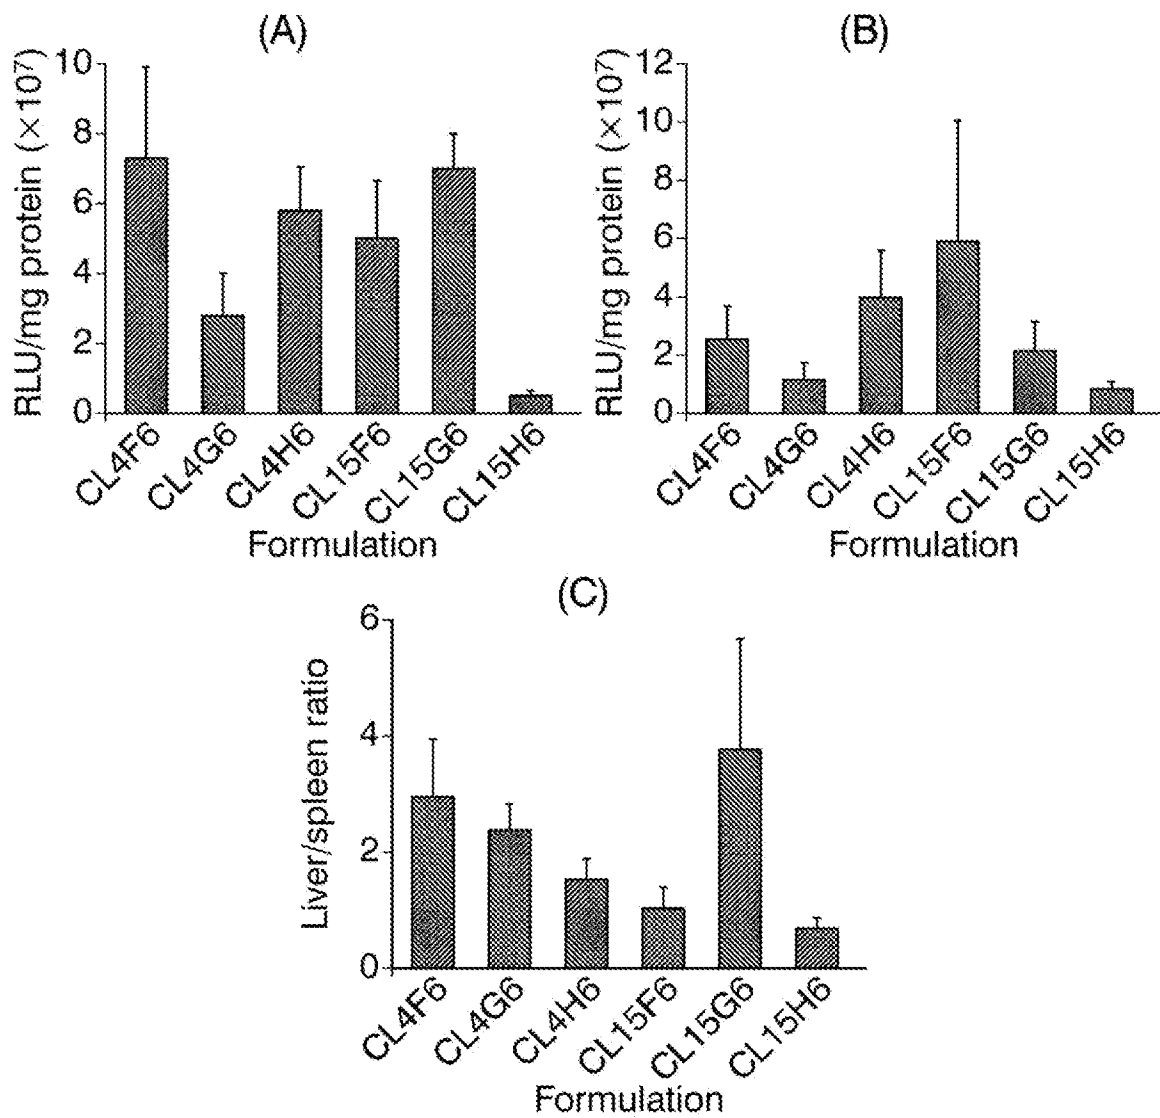 (A)
RLU/mg protein (×10⁷)
10
8
6
4
2
0
CL4F6
CL4G6
CL4H6
CL15F6
CL15G6
CL15H6
Formulation
(B)
RLU/mg protein (×10⁷)
12
10
8
6
4
2
0
CL4F6
CL4G6
CL4H6
CL15F6
CL15G6
CL15H6
Formulation
(C)
Liver/spleen ratio
6
4
2
0
CL4F6
CL4G6
CL4H6
CL15F6
CL15G6
CL15H6
Formulation